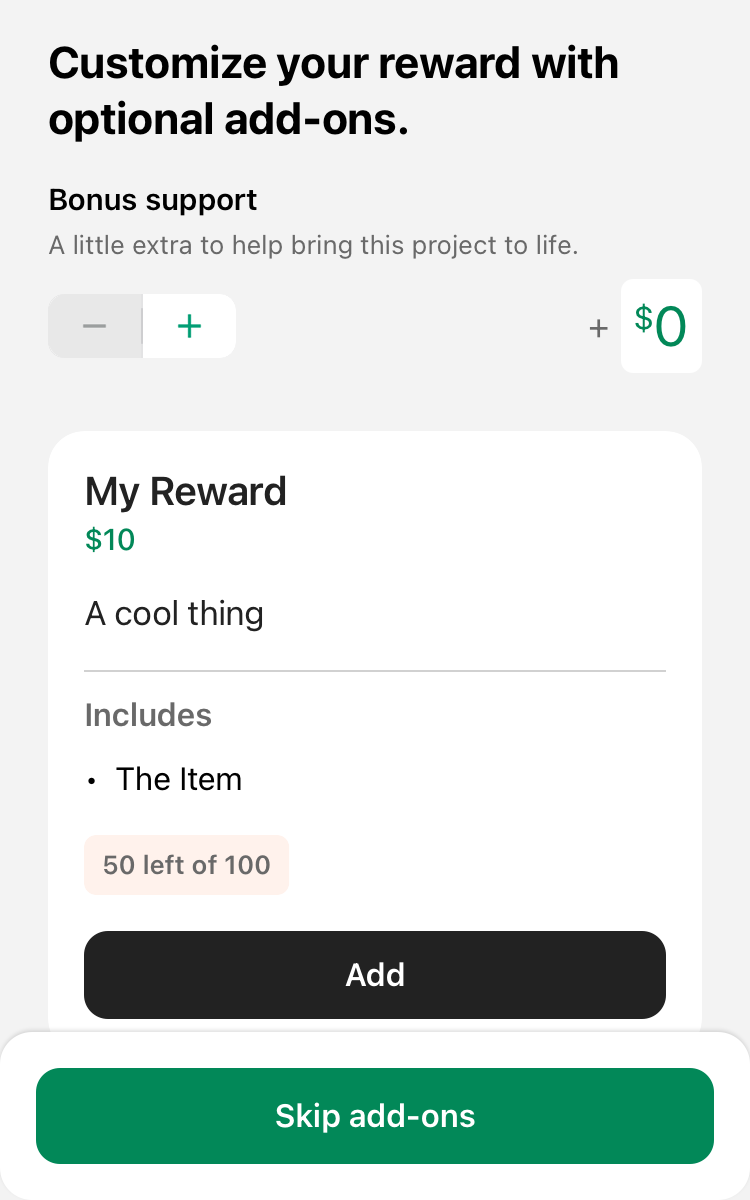 Customize your reward with
optional add-ons.
Bonus support
A little extra to help bring this project to life.
− + + $0
My Reward
$10
A cool thing
Includes
• The Item
50 left of 100
Add
Skip add-ons